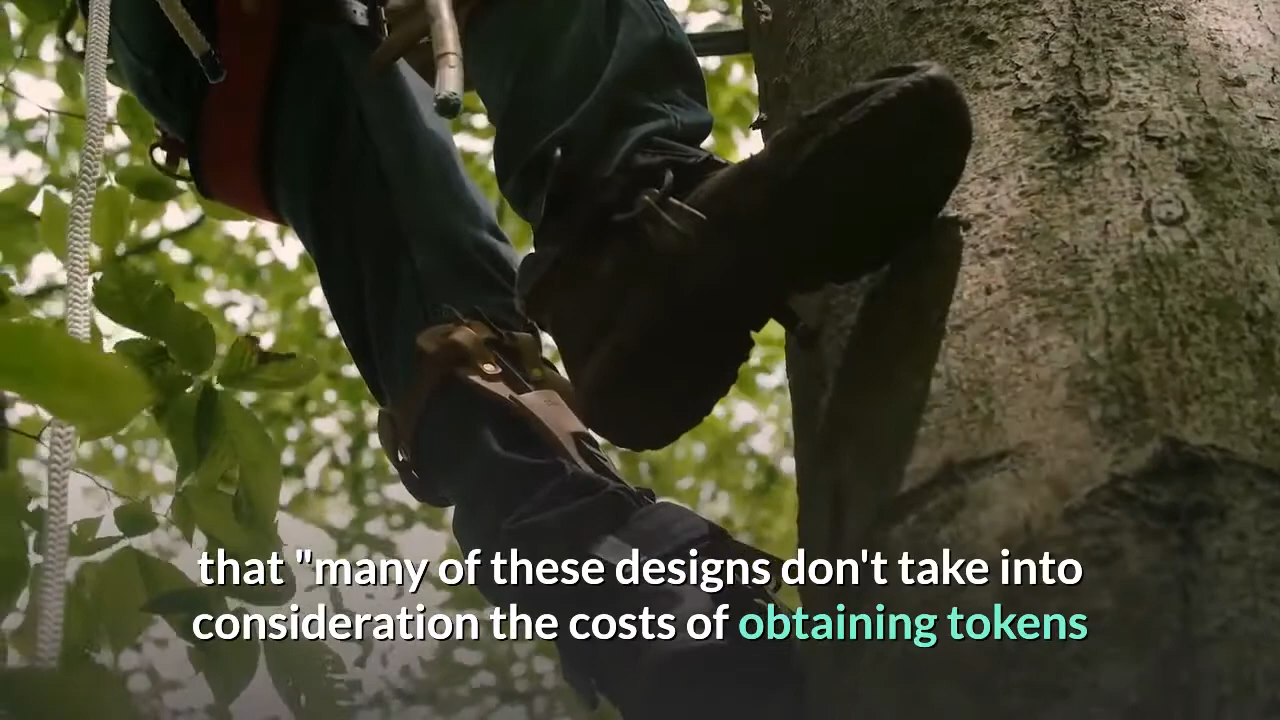 that "many of these designs don't take into
consideration the costs of obtaining tokens